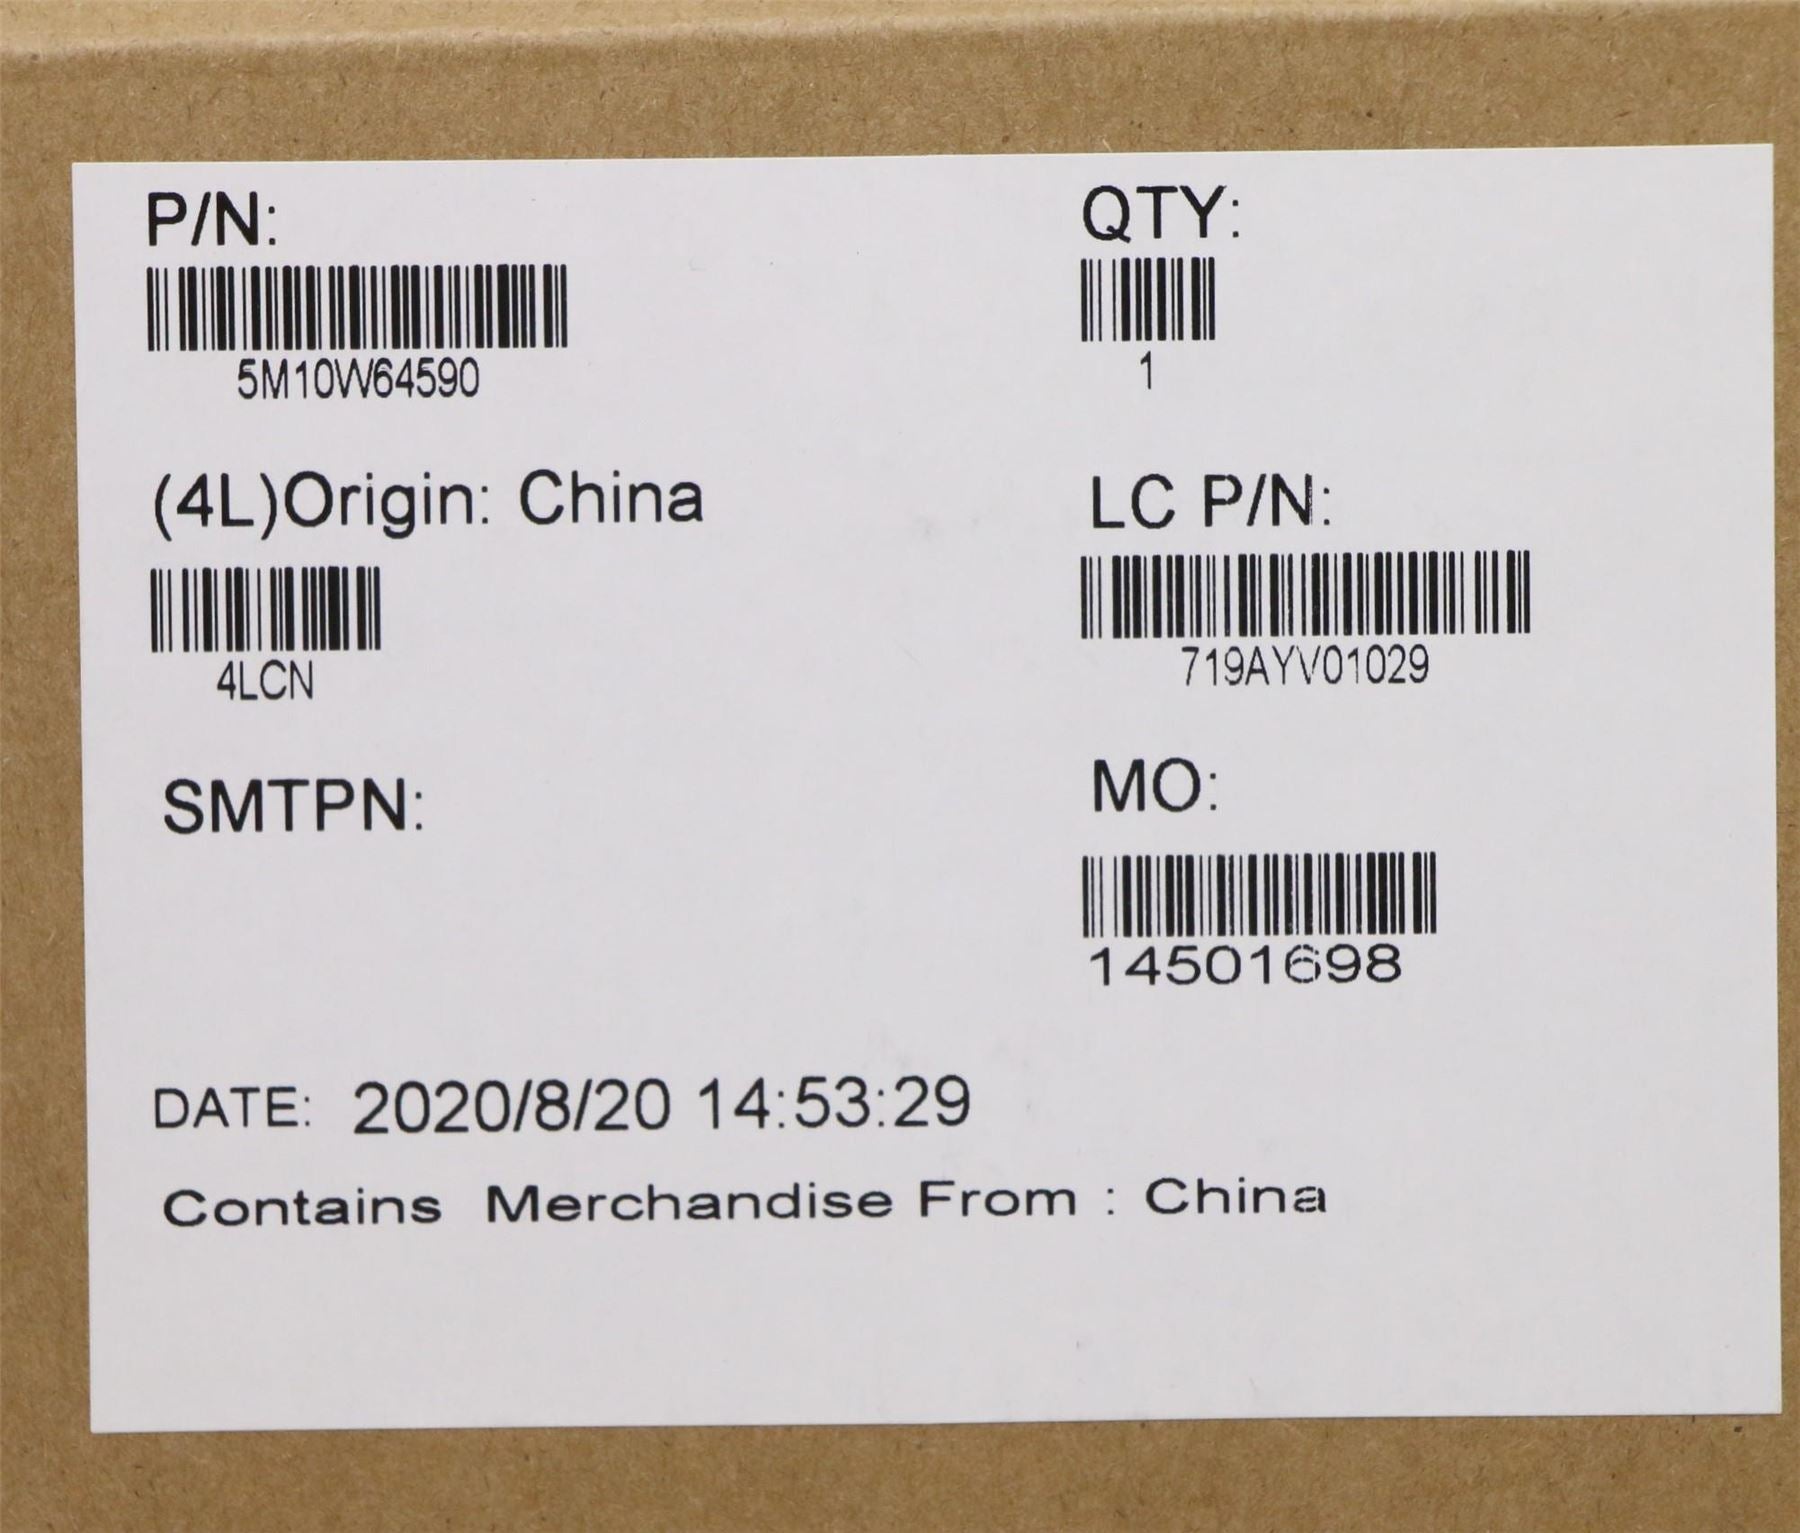 P/N:
5M10W64590
QTY:
1
(4L)Origin: China
4LCN
LC P/N:
719AYV01029
SMTPN:
MO:
14501698
DATE: 2020/8/20 14:53:29
Contains Merchandise From : China